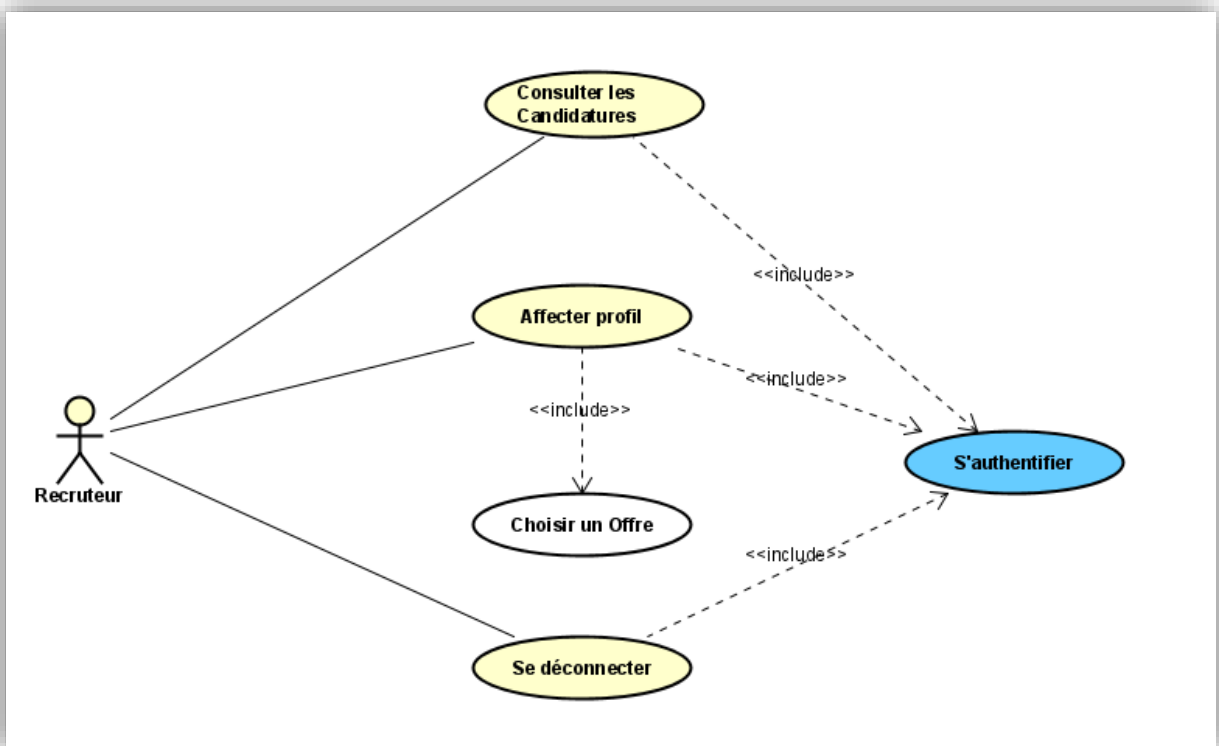 Consulter les
Candidatures
<<include>>
Affecter profil
<<include>>
<<include>>
S'authentifier
Recruteur
Choisir un Offre
<<include>>
Se déconnecter